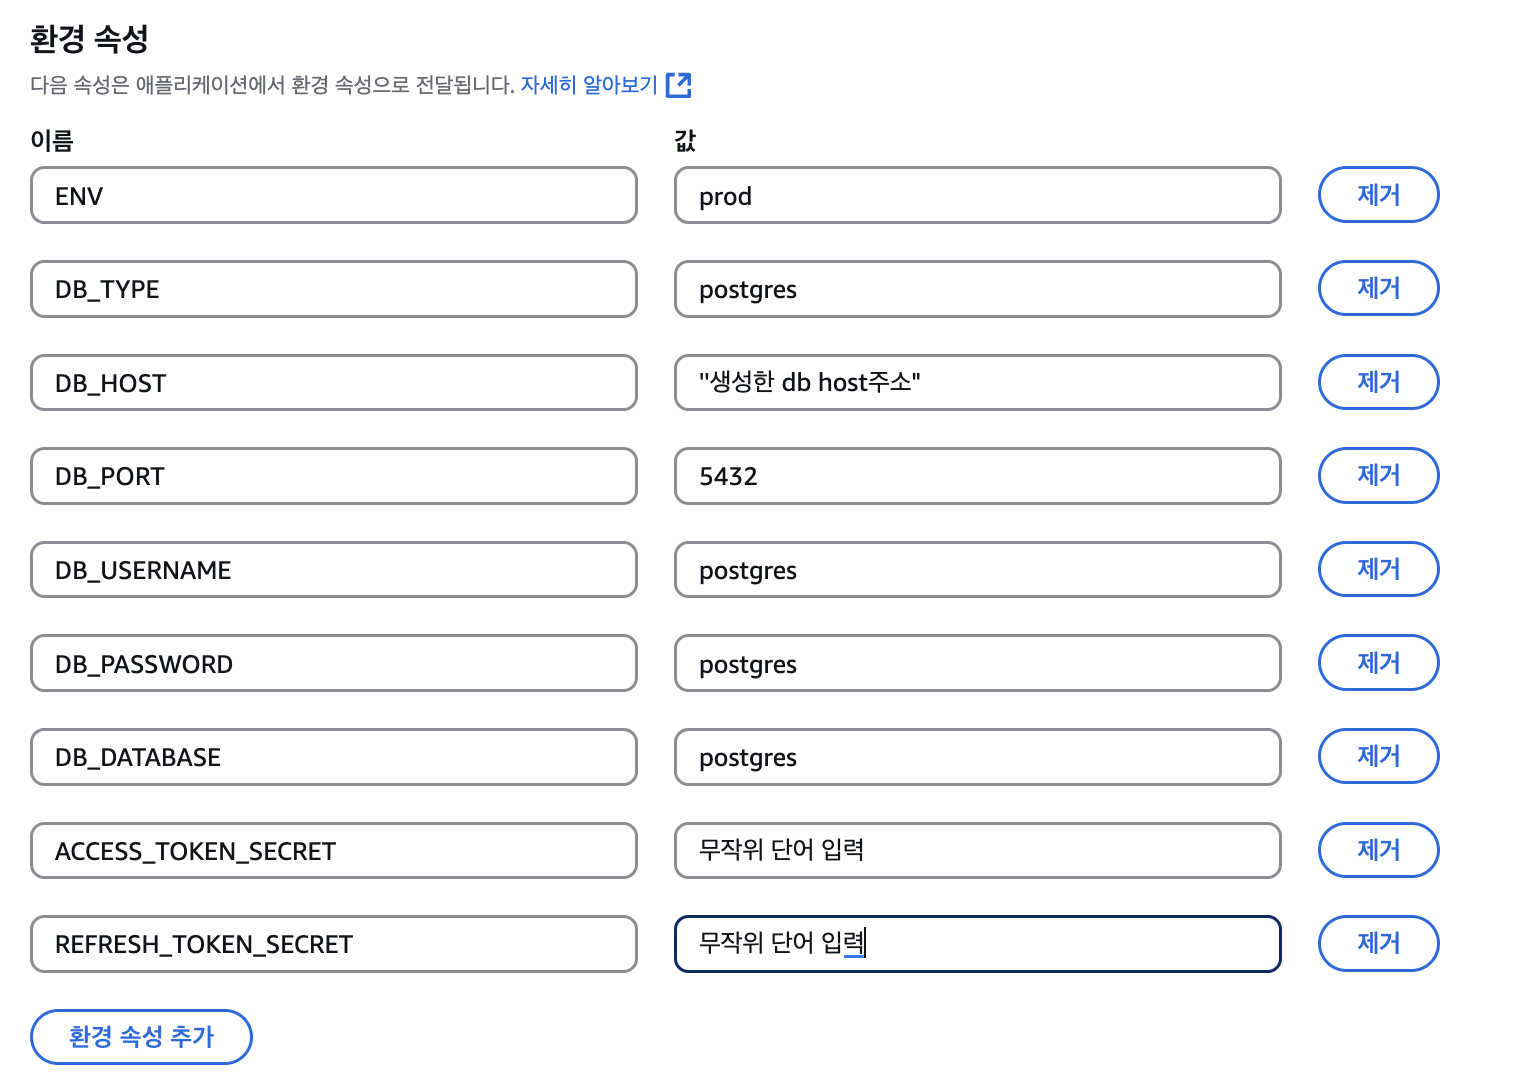 환경 속성
다음 속성은 애플리케이션에서 환경 속성으로 전달됩니다. 자세히 알아보기
이름 값
ENV prod 제거
DB_TYPE postgres 제거
DB_HOST "생성한 db host주소" 제거
DB_PORT 5432 제거
DB_USERNAME postgres 제거
DB_PASSWORD postgres 제거
DB_DATABASE postgres 제거
ACCESS_TOKEN_SECRET 무작위 단어 입력 제거
REFRESH_TOKEN_SECRET 무작위 단어 입력 제거
환경 속성 추가